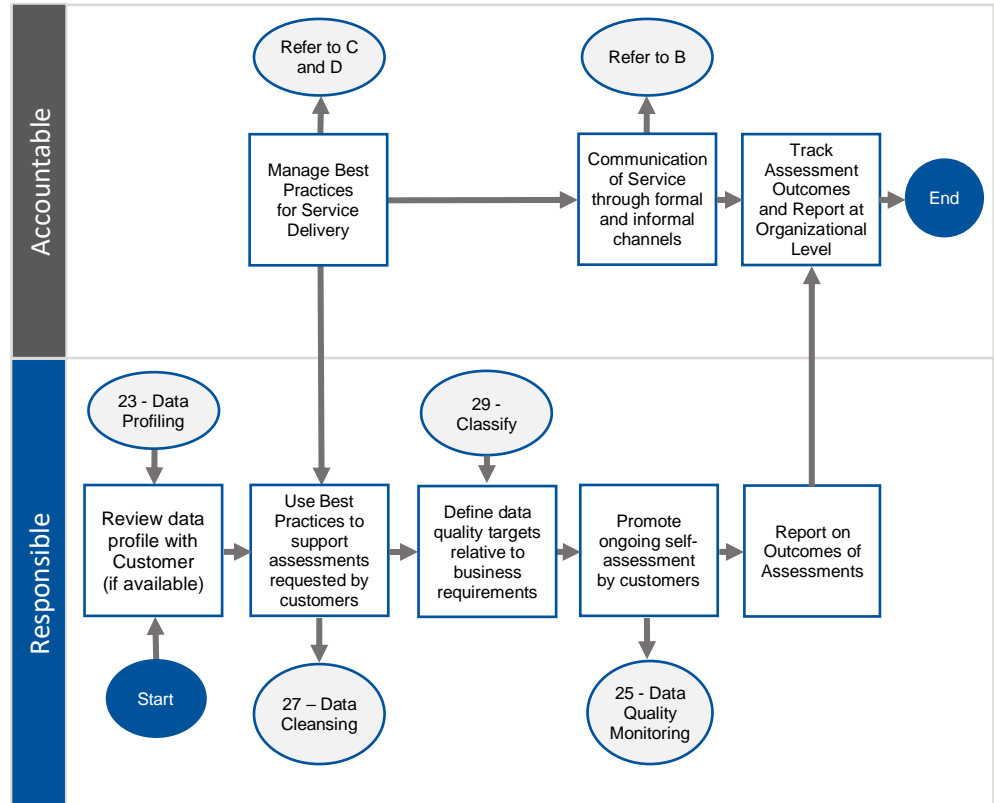 Accountable
Refer to C
and D
Refer to B
Manage Best
Practices
for Service
Delivery
Communication
of Service
through formal
and informal
channels
Track
Assessment
Outcomes
and Report at
Organizational
Level
End
Responsible
23 - Data
Profiling
29 -
Classify
Review data
profile with
Customer
(if available)
Use Best
Practices to
support
assessments
requested by
customers
Define data
quality targets
relative to
business
requirements
Promote
ongoing self-
assessment
by customers
Report on
Outcomes of
Assessments
Start
27 – Data
Cleansing
25 - Data
Quality
Monitoring